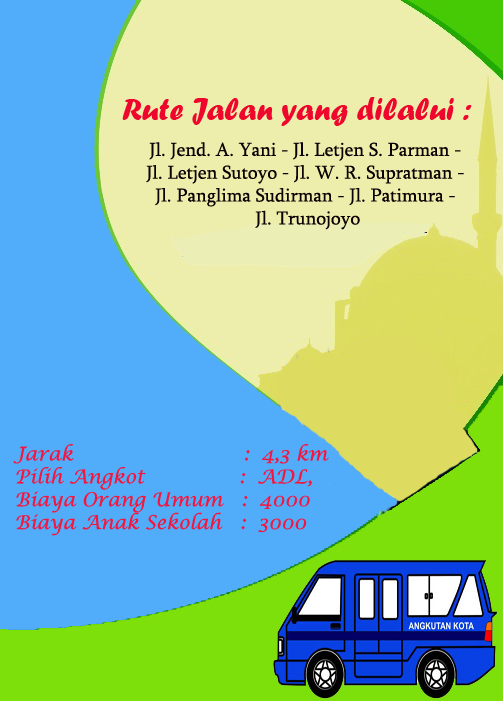 Rute Jalan yang dilalui :
Jl. Jend. A. Yani - Jl. Letjen S. Parman -
Jl. Letjen Sutoyo - Jl. W. R. Supratman -
Jl. Panglima Sudirman - Jl. Patimura -
Jl. Trunojoyo
Jarak : 4,3 km
Pilih Angkot : ADL,
Biaya Orang Umum : 4000
Biaya Anak Sekolah : 3000
ANGKUTAN KOTA